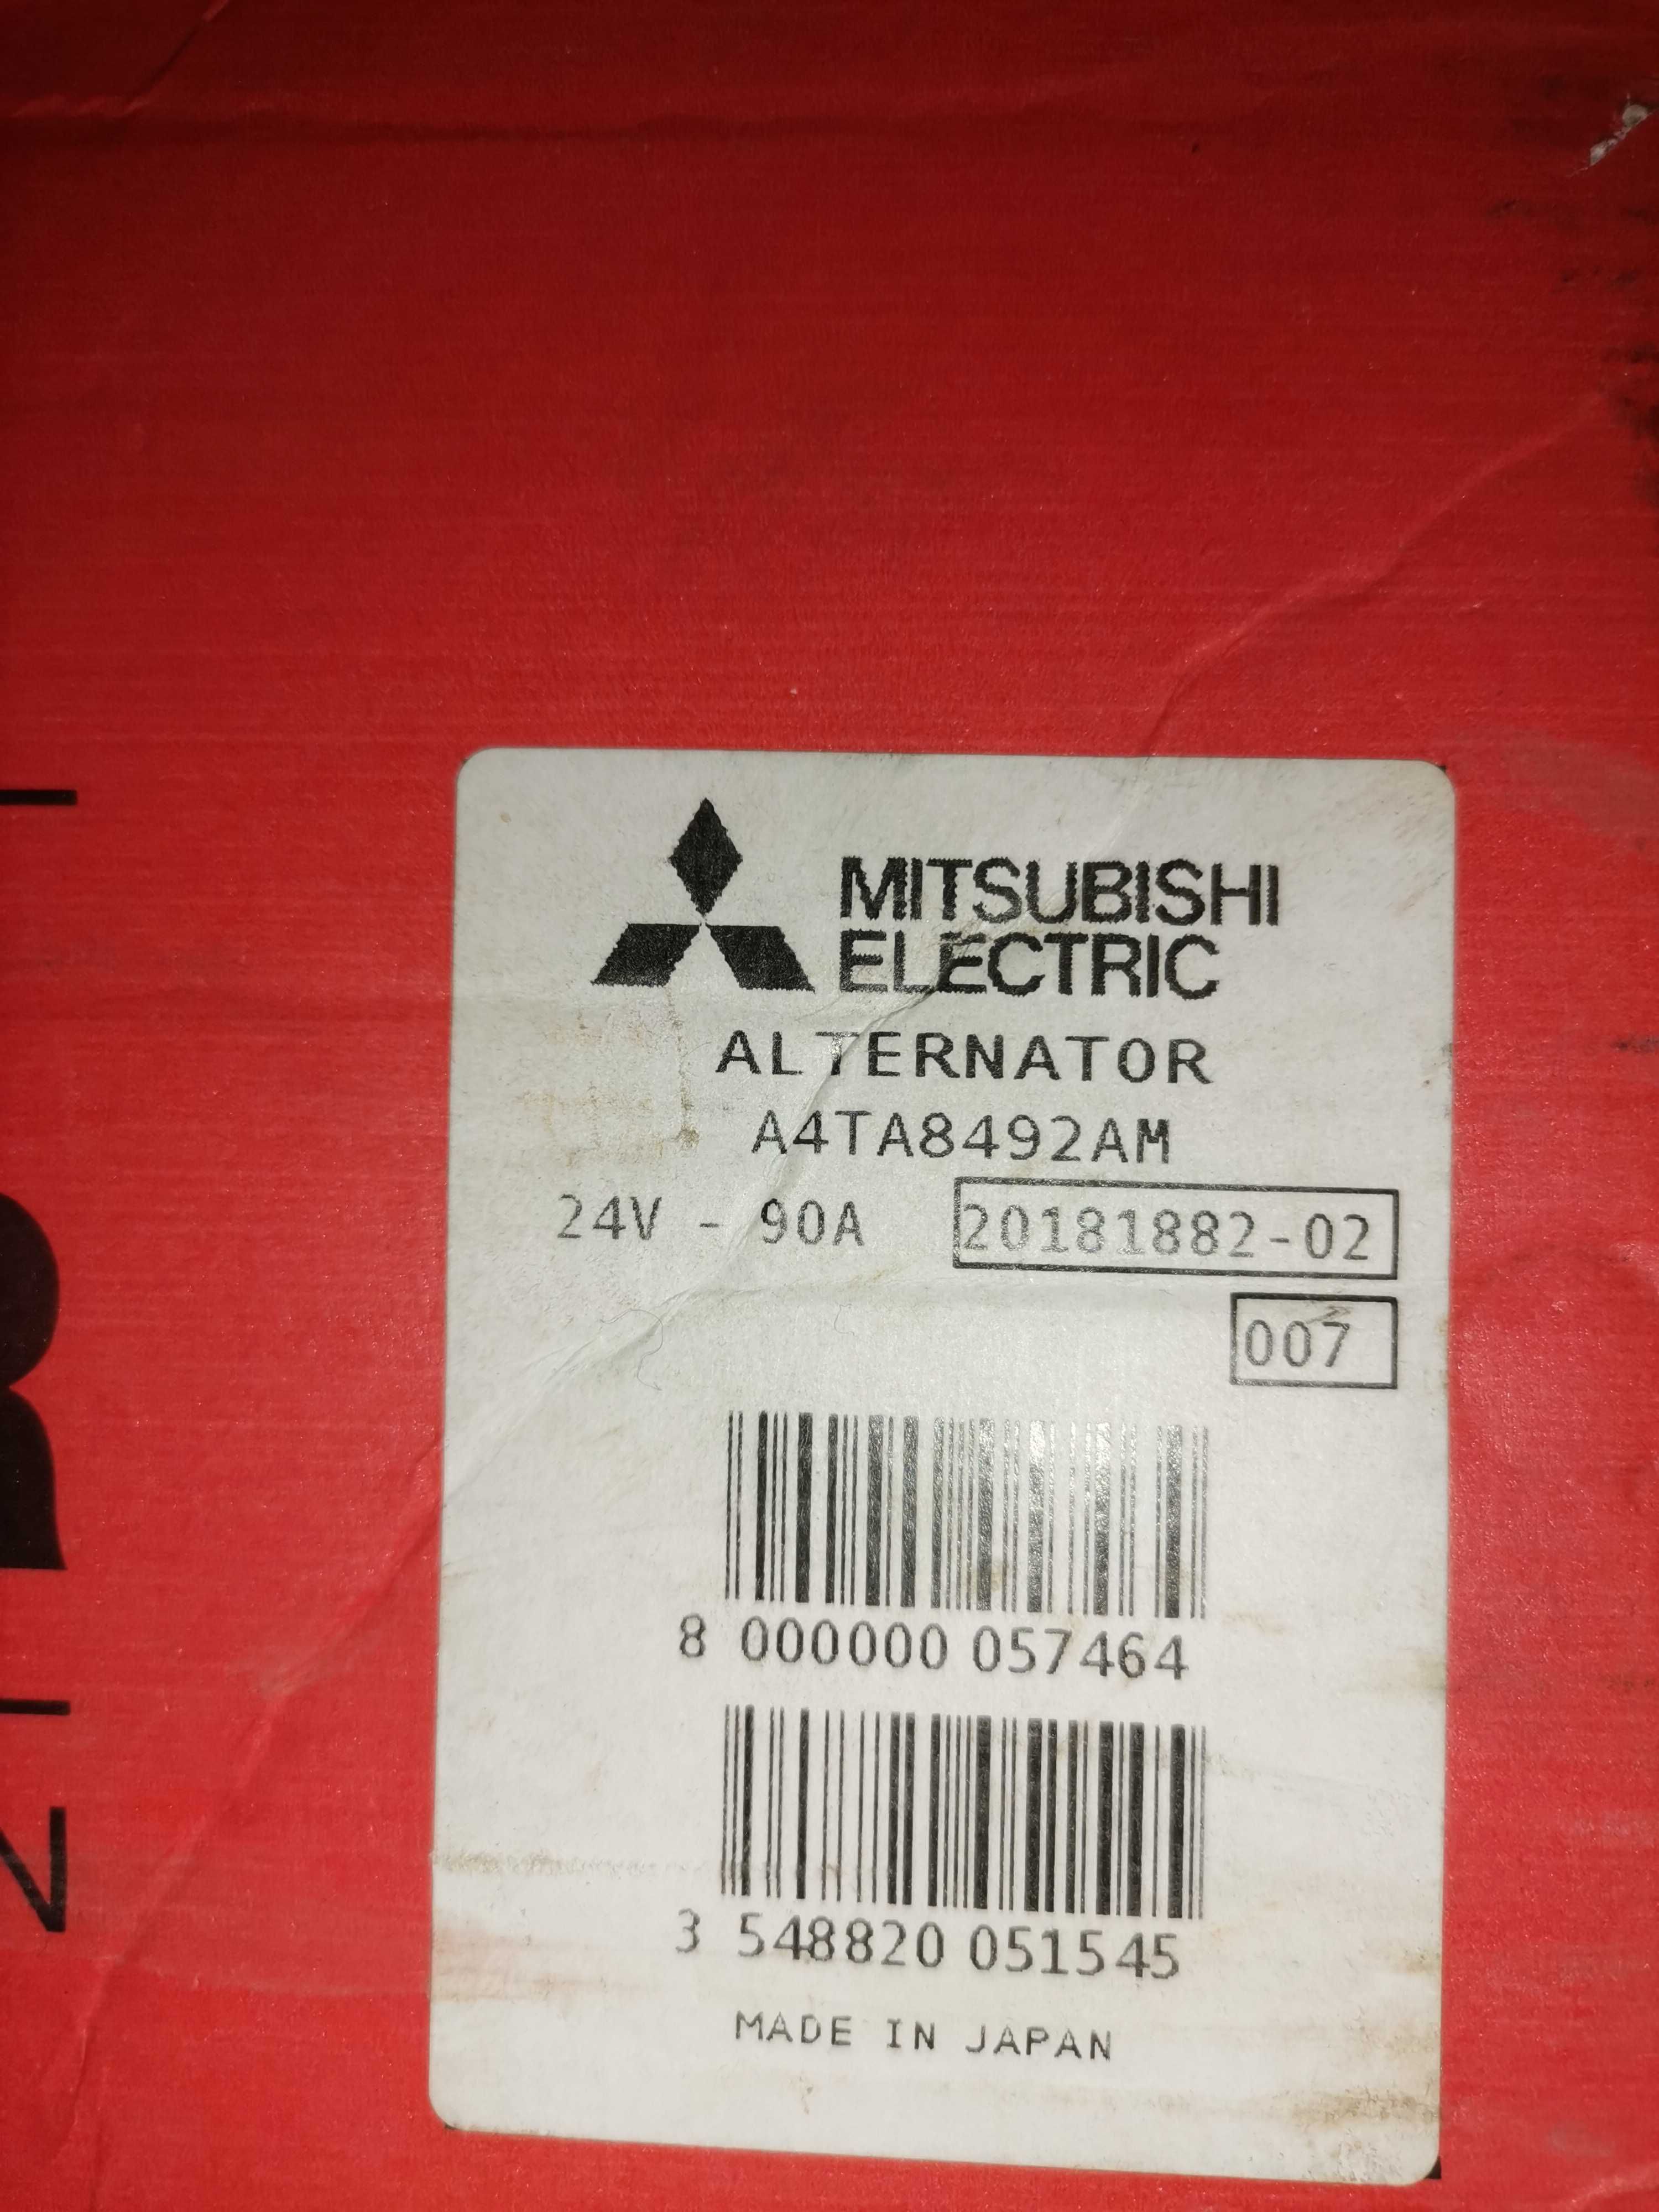 MITSUBISHI
ELECTRIC
ALTERNATOR
A4TA8492AM
24V - 90A 20181882-02
007
8 000000 057464
3 548820 051545
MADE IN JAPAN